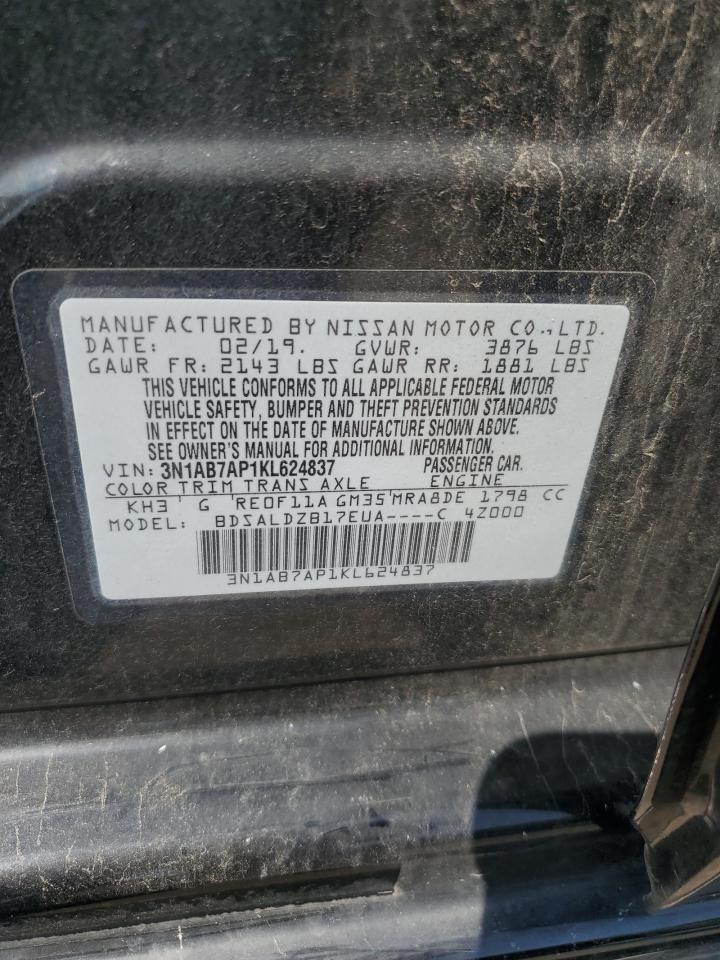 MANUFACTURED BY NISSAN MOTOR CO.,LTD.
DATE: 02/19. GVWR: 3876 LBS
GAWR FR: 2143 LBS GAWR RR: 1881 LBS
THIS VEHICLE CONFORMS TO ALL APPLICABLE FEDERAL MOTOR
VEHICLE SAFETY, BUMPER AND THEFT PREVENTION STANDARDS
IN EFFECT ON THE DATE OF MANUFACTURE SHOWN ABOVE.
SEE OWNER'S MANUAL FOR ADDITIONAL INFORMATION.
VIN: 3N1AB7AP1KL624837 PASSENGER CAR.
COLOR TRIM TRANS AXLE ENGINE
KH3 G RE0F11A GM35 MRA8DE 1798 CC
MODEL: BDSALDZB17EUA----C 4Z000
3N1AB7AP1KL624837